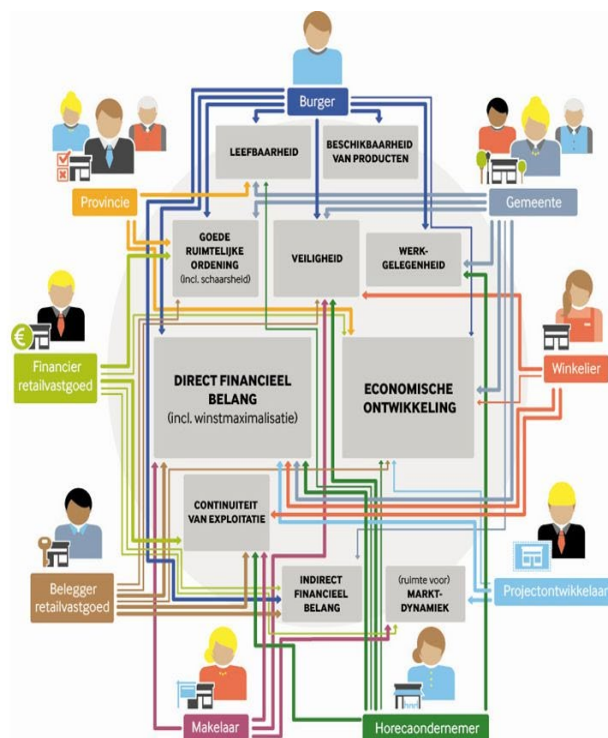 Burger
LEEFBAARHEID
BESCHIKBAARHEID
VAN PRODUCTEN
Provincie
Gemeente
GOEDE
RUIMTELIJKE
ORDENING
(incl. schaarsheid)
VEILIGHEID
WERK-
GELEGENHEID
€
Financier
retailvastgoed
Winkelier
DIRECT FINANCIEEL
BELANG
(incl. winstmaximalisatie)
ECONOMISCHE
ONTWIKKELING
CONTINUITEIT
VAN EXPLOITATIE
Belegger
retailvastgoed
Projectontwikkelaar
INDIRECT
FINANCIEEL
BELANG
(ruimte voor)
MARKT-
DYNAMIEK
Makelaar
Horecaondernemer